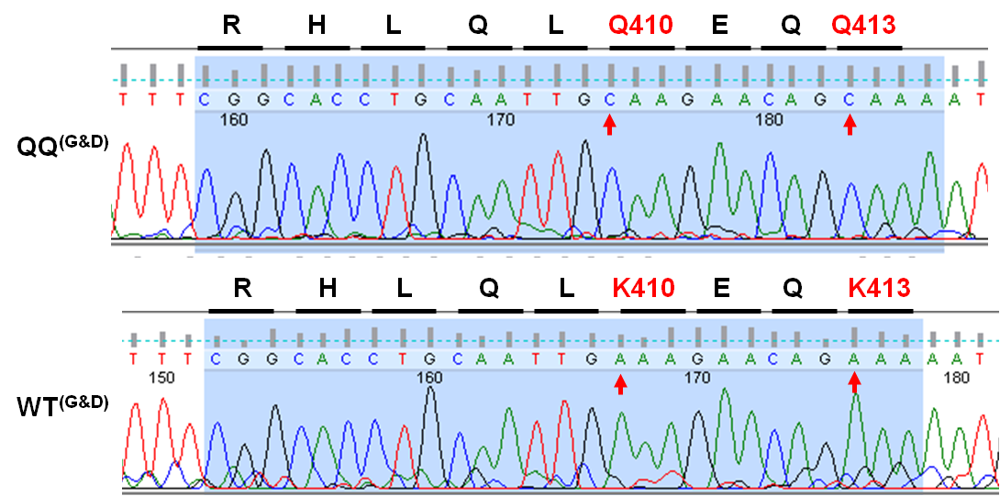 R H L Q L Q410 E Q Q413
T T T C G G C A C C T G C A A T T G C A A G A A C A G C A A A A T
160 170 180
QQ(G&D)
R H L Q L K410 E Q K413
T T T C G G C A C C T G C A A T T G A A A G A A C A G A A A A A T
150 160 170 180
WT(G&D)